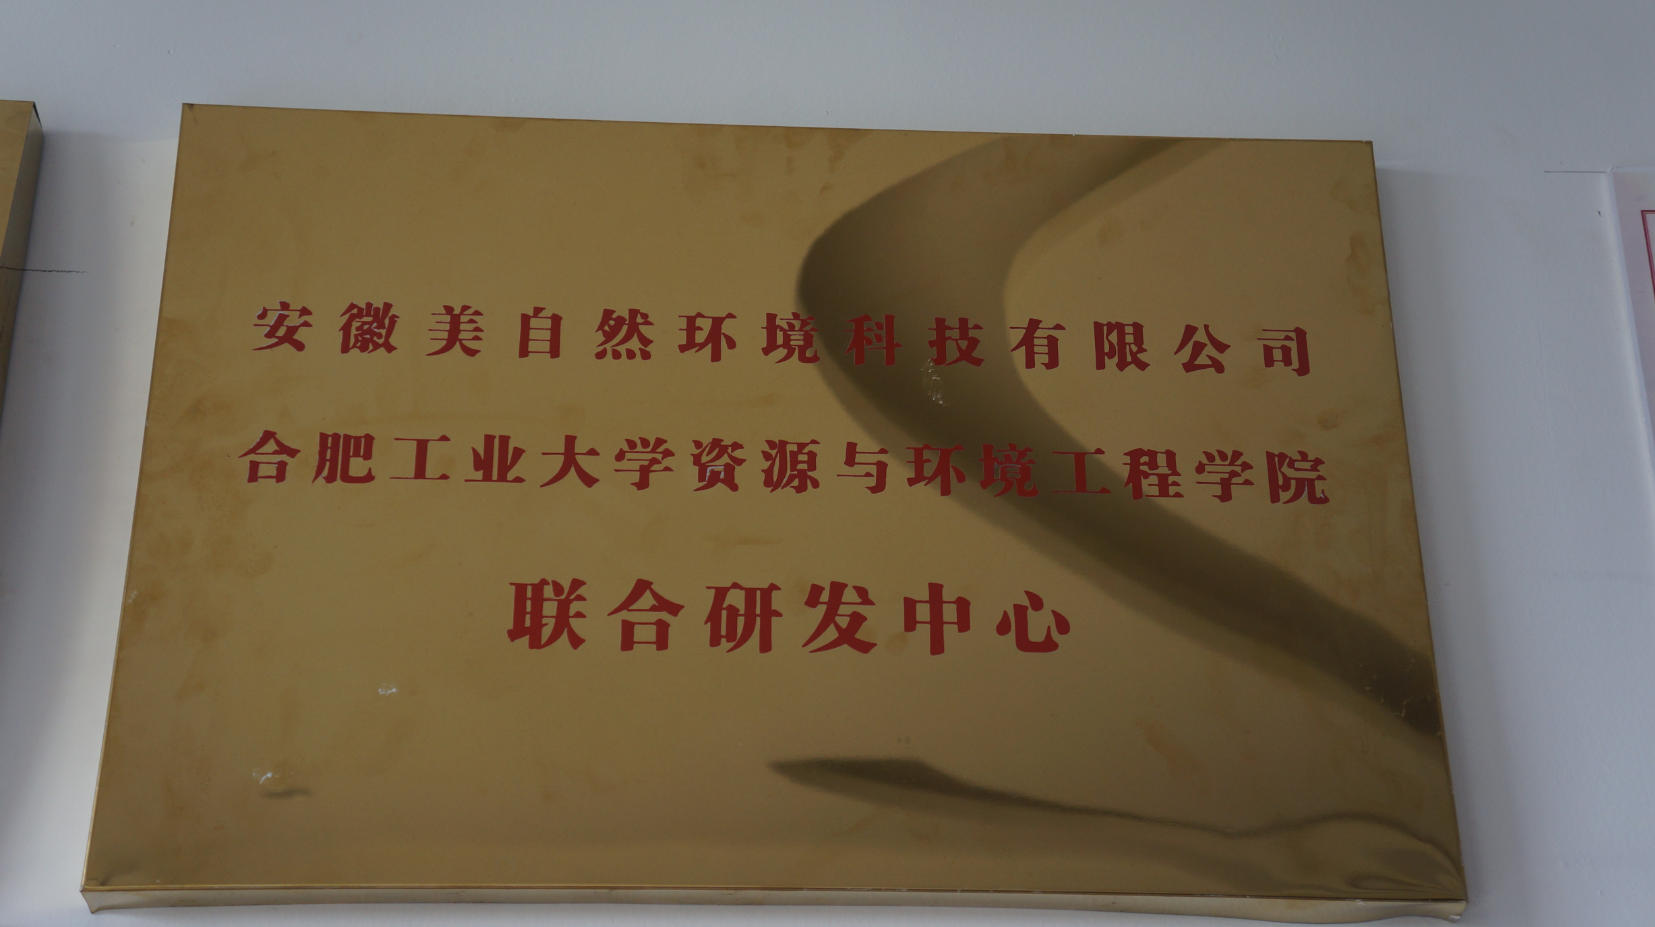 安徽美自然环境科技有限公司
合肥工业大学资源与环境工程学院
联合研发中心